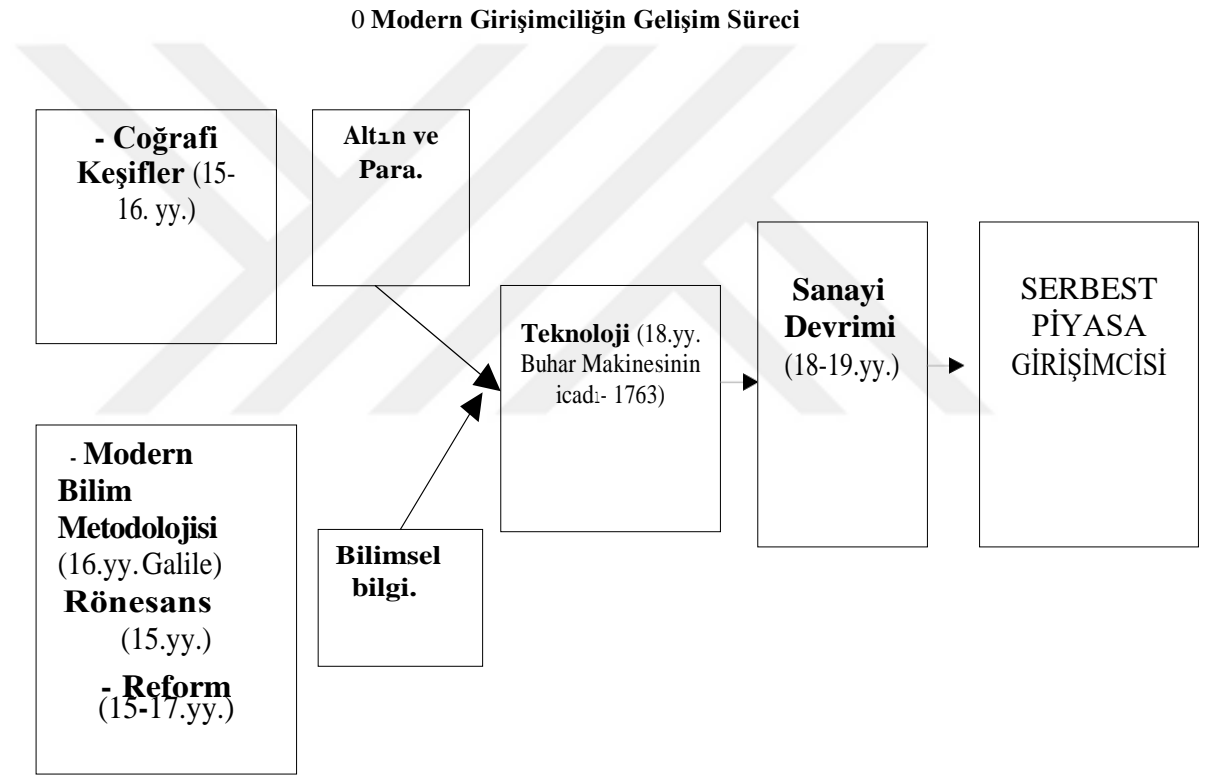 0 Modern Girişimciliğin Gelişim Süreci
- Coğrafi
Keşifler (15-
16. yy.)
Altın ve
Para.
- Modern
Bilim
Metodolojisi
(16.yy. Galile)
Rönesans
(15.yy.)
- Reform
(15-17.yy.)
Bilimsel
bilgi.
Teknoloji (18.yy.
Buhar Makinesinin
icadı- 1763)
Sanayi
Devrimi
(18-19.yy.)
SERBEST
PİYASA
GİRİŞİMCİSİ